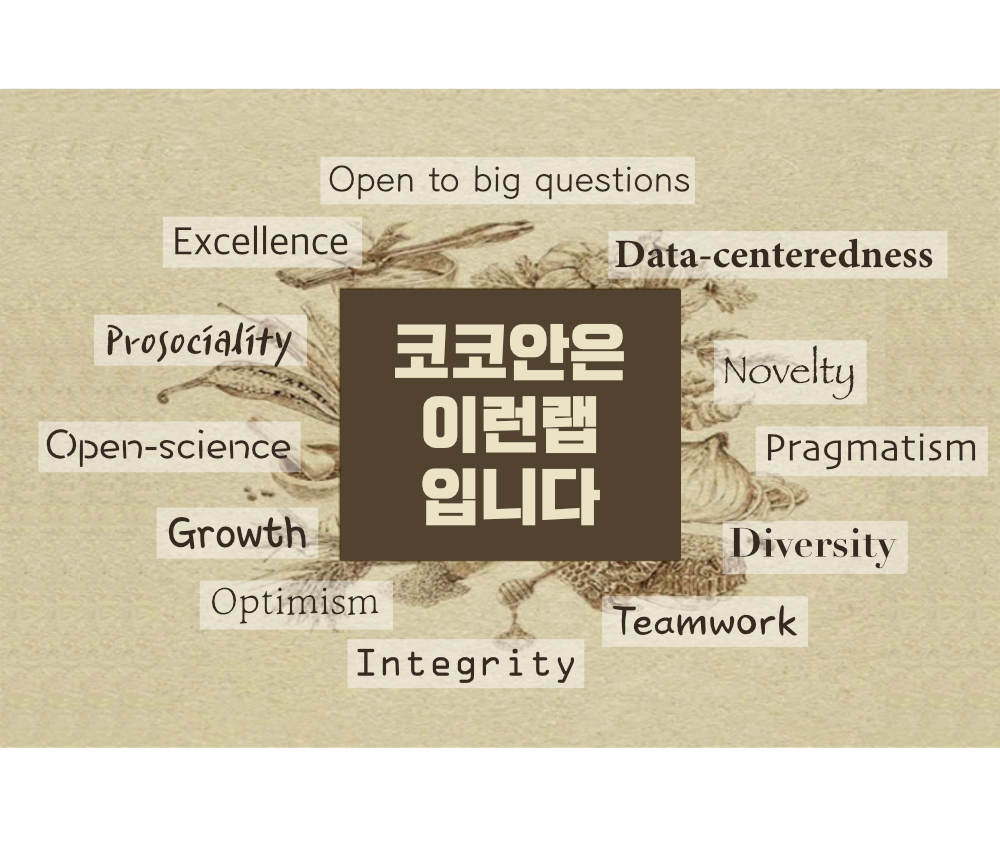 Open to big questions
Excellence
Data-centeredness
Prosociality
Novelty
코코안은
이런랩
입니다
Open-science
Pragmatism
Growth
Diversity
Optimism
Teamwork
Integrity